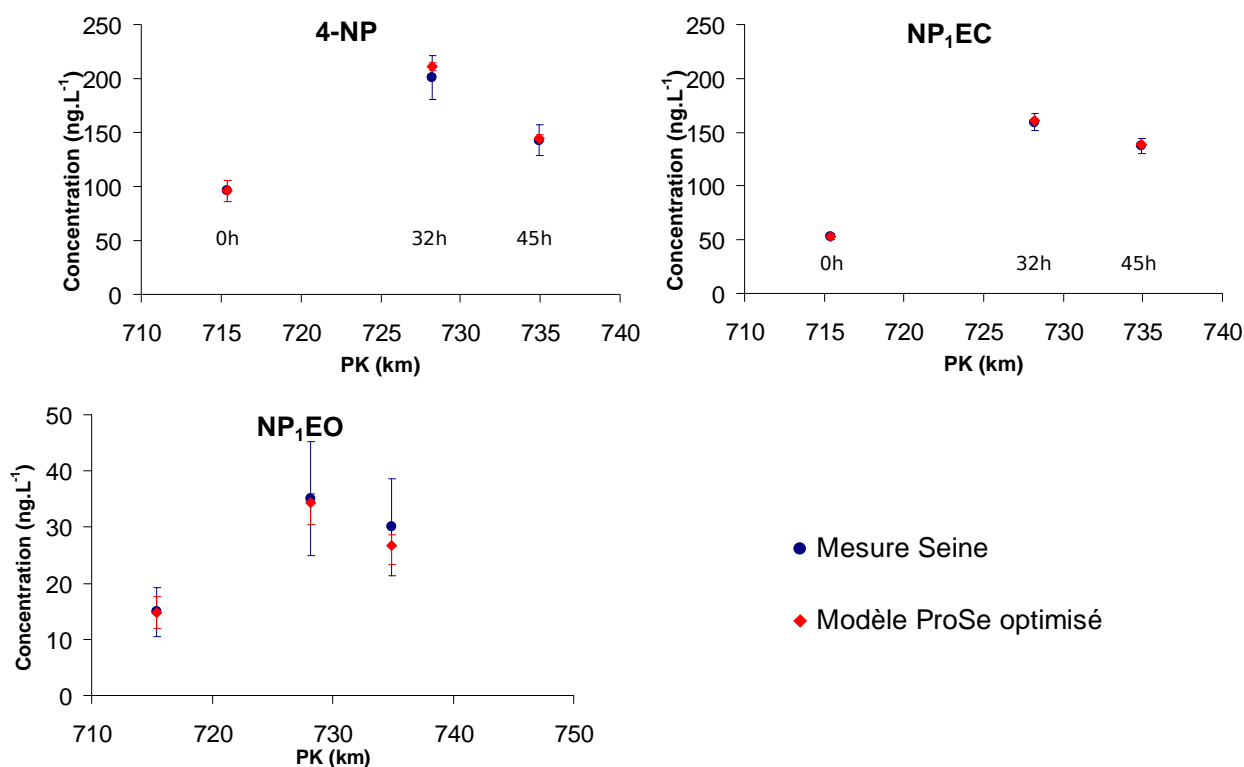 4-NP
Concentration (ng.L⁻¹)
250
200
150
100
50
0
0h
32h
45h
710 715 720 725 730 735 740
PK (km)
NP₁EC
Concentration (ng.L⁻¹)
250
200
150
100
50
0
0h
32h
45h
710 715 720 725 730 735 740
PK (km)
NP₁EO
Concentration (ng.L⁻¹)
50
40
30
20
10
0
710 720 730 740 750
PK (km)
Mesure Seine
Modèle ProSe optimisé